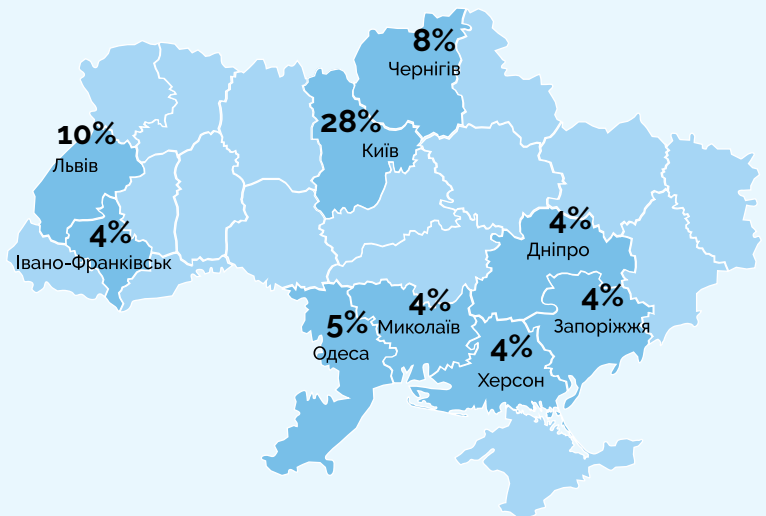 8%
Чернігів
28%
Київ
10%
Львів
4%
Івано-Франківськ
4%
Дніпро
4%
Запоріжжя
4%
Миколаїв
5%
Одеса
4%
Херсон